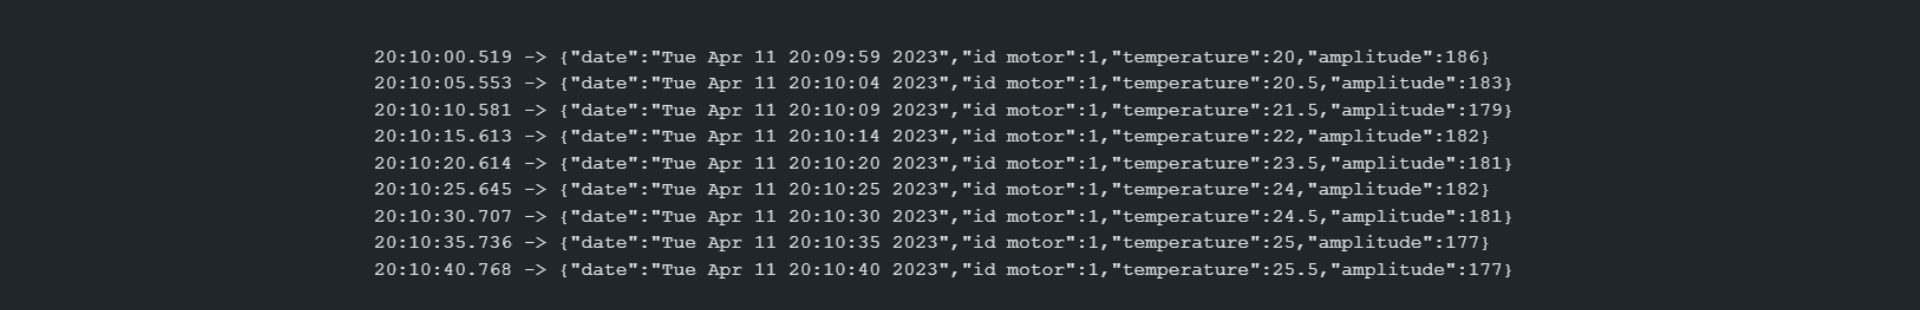 20:10:00.519 -> {"date":"Tue Apr 11 20:09:59 2023","id motor":1,"temperature":20,"amplitude":186}
20:10:05.553 -> {"date":"Tue Apr 11 20:10:04 2023","id motor":1,"temperature":20.5,"amplitude":183}
20:10:10.581 -> {"date":"Tue Apr 11 20:10:09 2023","id motor":1,"temperature":21.5,"amplitude":179}
20:10:15.613 -> {"date":"Tue Apr 11 20:10:14 2023","id motor":1,"temperature":22,"amplitude":182}
20:10:20.614 -> {"date":"Tue Apr 11 20:10:20 2023","id motor":1,"temperature":23.5,"amplitude":181}
20:10:25.645 -> {"date":"Tue Apr 11 20:10:25 2023","id motor":1,"temperature":24,"amplitude":182}
20:10:30.707 -> {"date":"Tue Apr 11 20:10:30 2023","id motor":1,"temperature":24.5,"amplitude":181}
20:10:35.736 -> {"date":"Tue Apr 11 20:10:35 2023","id motor":1,"temperature":25,"amplitude":177}
20:10:40.768 -> {"date":"Tue Apr 11 20:10:40 2023","id motor":1,"temperature":25.5,"amplitude":177}